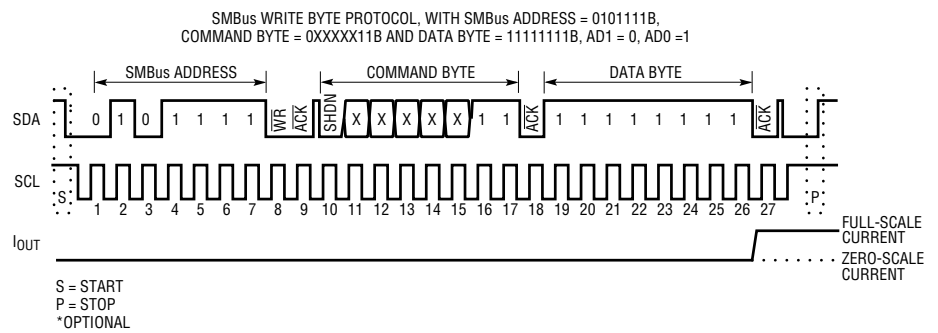 SMBus WRITE BYTE PROTOCOL, WITH SMBus ADDRESS = 0101111B,
COMMAND BYTE = 0XXXXX11B AND DATA BYTE = 11111111B, AD1 = 0, AD0 =1
SMBus ADDRESS COMMAND BYTE DATA BYTE
SDA 0 1 0 1 1 1 1 WR ACK SHDN X X X X X 1 1 ACK 1 1 1 1 1 1 1 1 ACK
SCL S P
1 2 3 4 5 6 7 8 9 10 11 12 13 14 15 16 17 18 19 20 21 22 23 24 25 26 27
FULL-SCALE
CURRENT
IOUT
ZERO-SCALE
CURRENT
S = START
P = STOP
*OPTIONAL